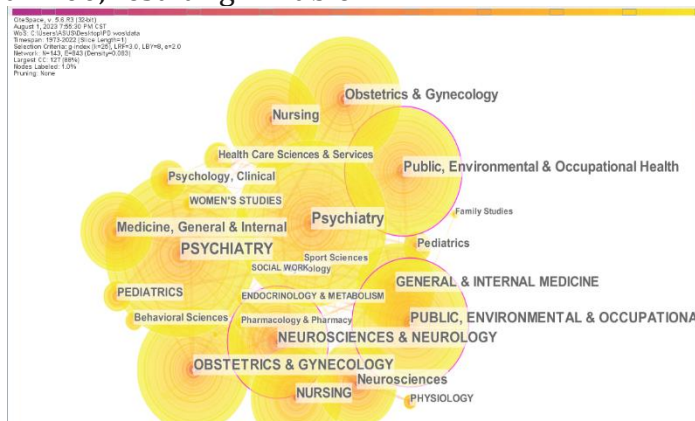 CiteSpace, v. 5.6.R3 (32-bit)
August 1, 2023 7:55:30 PM CST
WoS: C:\Users\ASUS\Desktop\PD wos\data
Timespan: 1973-2022 (Slice Length=1)
Selection Criteria: g-index (k=25), LRF=3.0, LBY=8, e=2.0
Network: N=143, E=843 (Density=0.083)
Largest CC: 127 (88%)
Nodes Labeled: 1.0%
Pruning: None
Obstetrics & Gynecology
Nursing
Health Care Sciences & Services
Public, Environmental & Occupational Health
Psychology, Clinical
WOMEN'S STUDIES
Family Studies
Psychiatry
Medicine, General & Internal
PSYCHIATRY
Pediatrics
Sport Sciences
SOCIAL WORK
GENERAL & INTERNAL MEDICINE
PEDIATRICS
ENDOCRINOLOGY & METABOLISM
Behavioral Sciences
Pharmacology & Pharmacy
PUBLIC, ENVIRONMENTAL & OCCUPATIONA
NEUROSCIENCES & NEUROLOGY
OBSTETRICS & GYNECOLOGY
Neurosciences
NURSING
PHYSIOLOGY